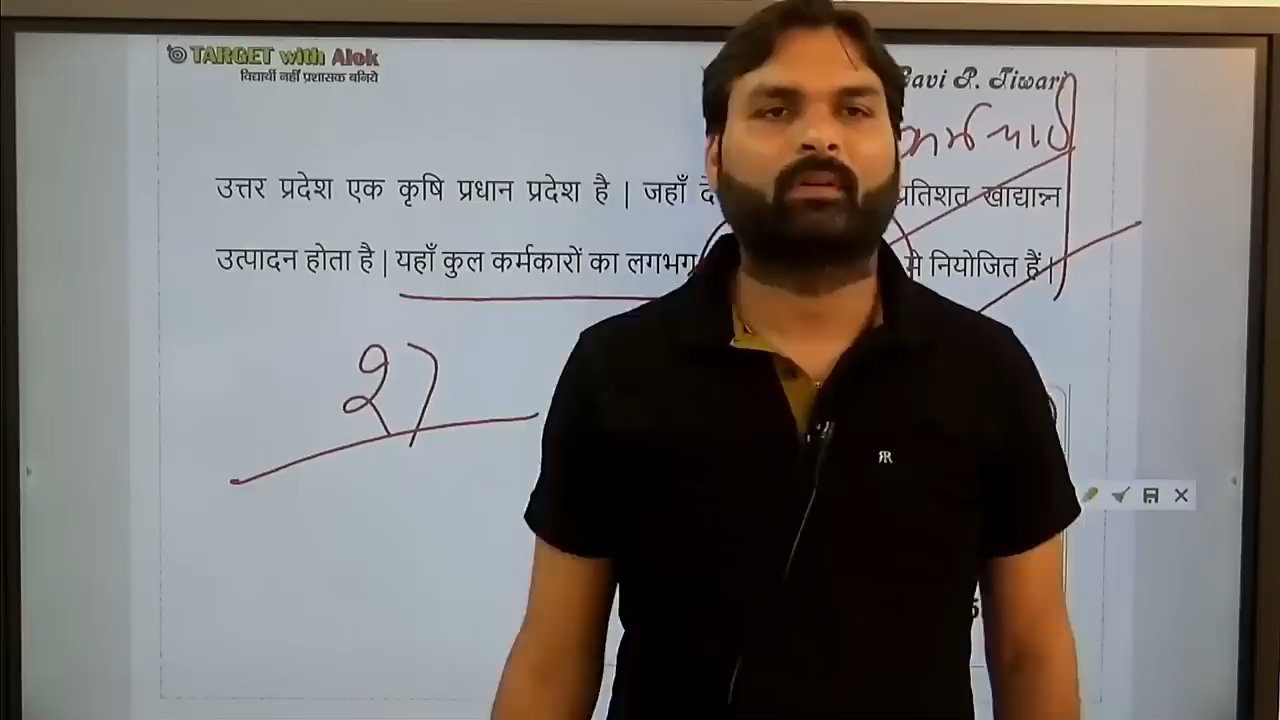 TARGET with Alok
विद्यार्थी नहीं प्रशासक बनिये
Ravi P. Tiwari
उत्तर प्रदेश एक कृषि प्रधान प्रदेश है | जहाँ प्रतिशत खाद्यान्न
उत्पादन होता है | यहाँ कुल कर्मकारों का लगभग में नियोजित हैं |
RR